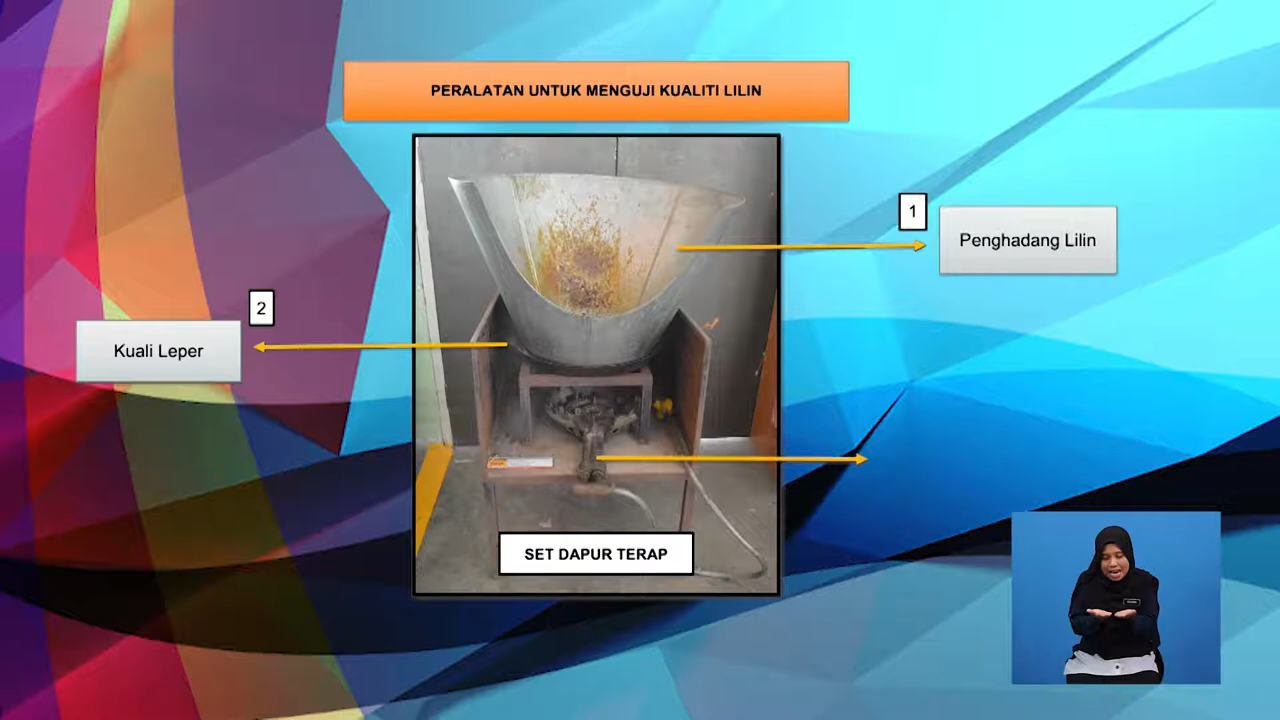 PERALATAN UNTUK MENGUJI KUALITI LILIN
1
Penghadang Lilin
2
Kuali Leper
SET DAPUR TERAP